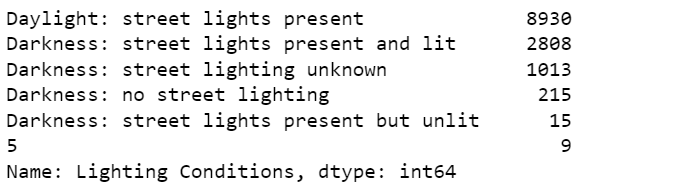 Daylight: street lights present 8930
Darkness: street lights present and lit 2808
Darkness: street lighting unknown 1013
Darkness: no street lighting 215
Darkness: street lights present but unlit 15
5 9
Name: Lighting Conditions, dtype: int64